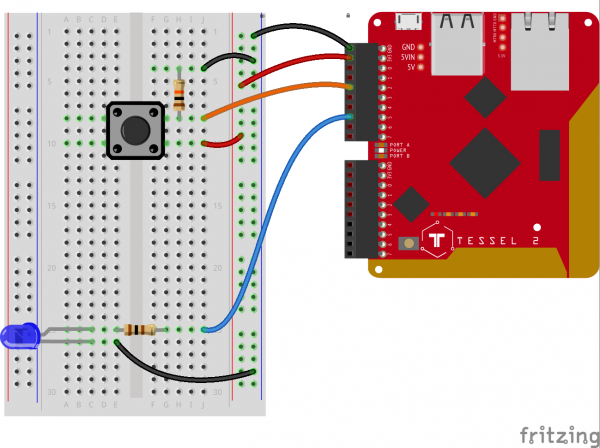 1
5
10
15
20
25
30
A B C D E
F G H I J
1
5
10
15
20
25
30
A B C D E
F G H I J
GND
5VIN
5V
PORT A
POWER
PORT B
TESSEL 2
fritzing